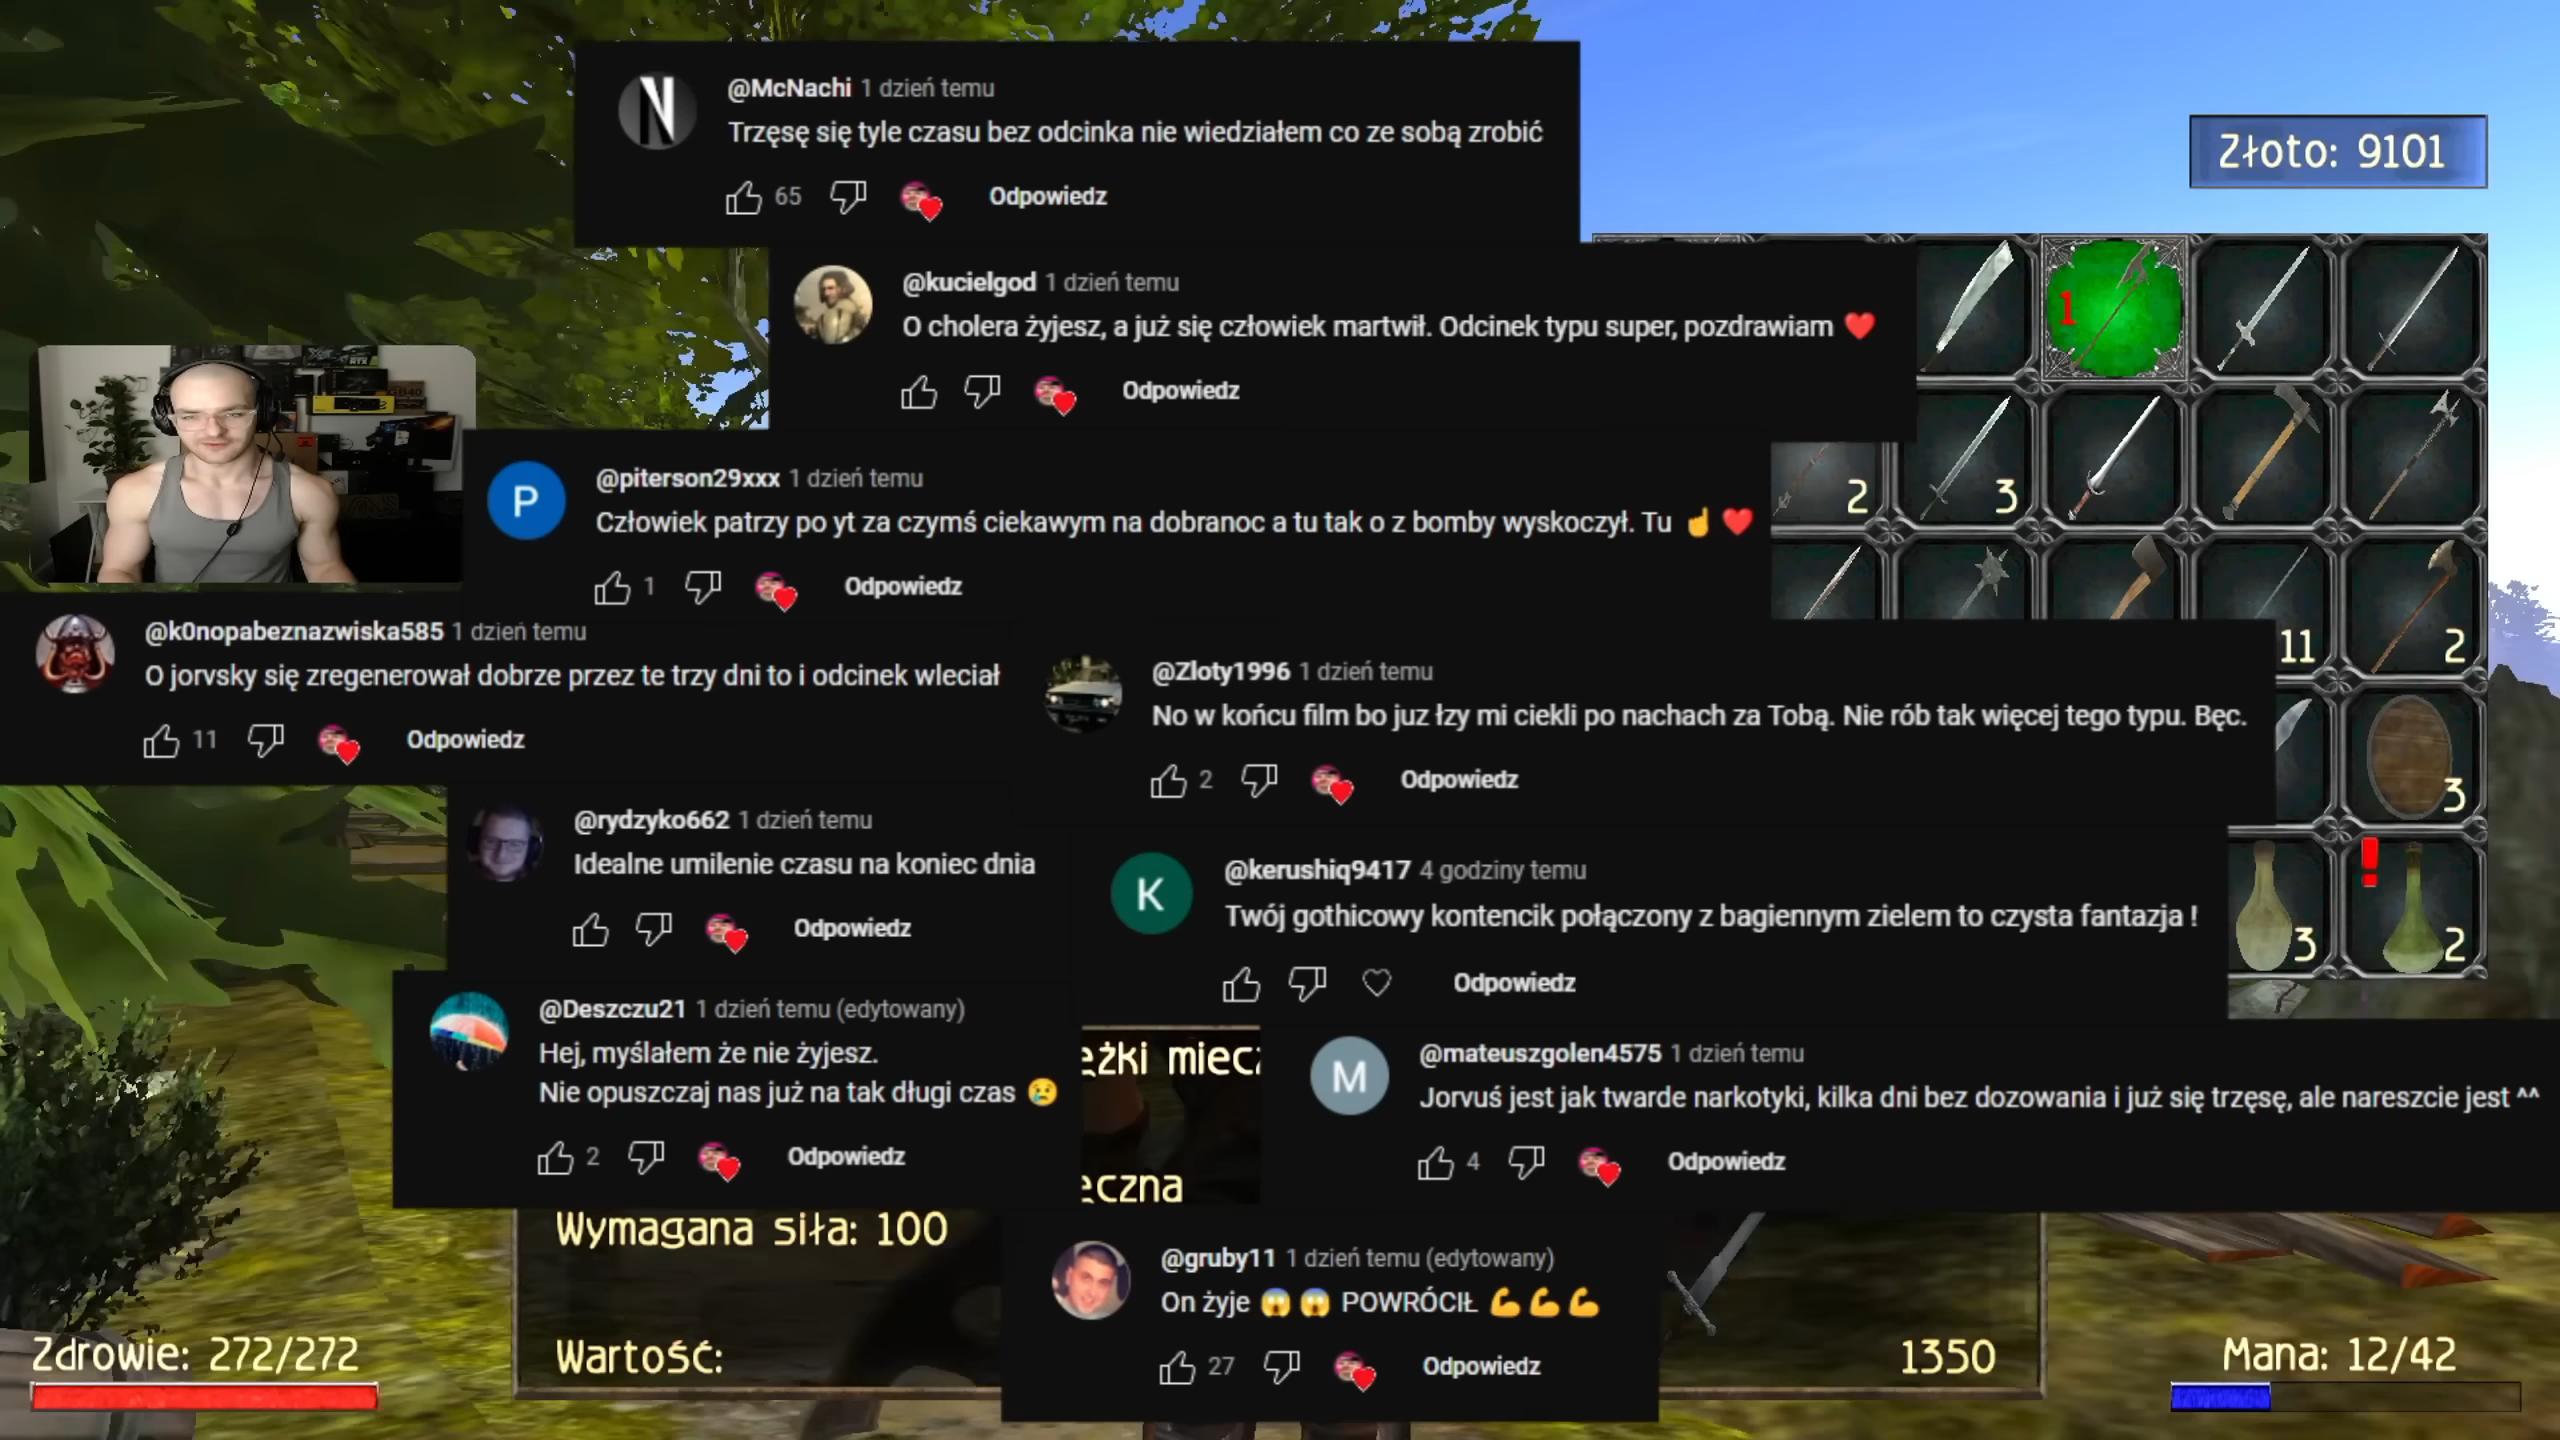 @McNachi 1 dzień temu
Trzęsę się tyle czasu bez odcinka nie wiedziałem co ze sobą zrobić
65 Odpowiedz
Złoto: 9101
@kucielgod 1 dzień temu
O cholera żyjesz, a już się człowiek martwił. Odcinek typu super, pozdrawiam ❤️
Odpowiedz
1
@piterson29xxx 1 dzień temu
Człowiek patrzy po yt za czymś ciekawym na dobranoc a tu tak o z bomby wyskoczył. Tu ☝️ ❤️
1 Odpowiedz
2
3
@k0nopabeznazwiska585 1 dzień temu
O jorvsky się zregenerował dobrze przez te trzy dni to i odcinek wleciał
11 Odpowiedz
@Zloty1996 1 dzień temu
No w końcu film bo juz łzy mi ciekli po nachach za Tobą. Nie rób tak więcej tego typu. Bęc.
2 Odpowiedz
11
2
3
@rydzyko662 1 dzień temu
Idealne umilenie czasu na koniec dnia
Odpowiedz
@kerushiq9417 4 godziny temu
Twój gothicowy kontencik połączony z bagiennym zielem to czysta fantazja !
Odpowiedz
3
!
2
@Deszczu21 1 dzień temu (edytowany)
Hej, myślałem że nie żyjesz.
Nie opuszczaj nas już na tak długi czas 😢
2 Odpowiedz
ężki miecz
eczna
@mateuszgolen4575 1 dzień temu
Jorvuś jest jak twarde narkotyki, kilka dni bez dozowania i już się trzęsę, ale nareszcie jest ^^
4 Odpowiedz
Wymagana siła: 100
@gruby11 1 dzień temu (edytowany)
On żyje 😱 😱 POWRÓCIŁ 💪💪💪
27 Odpowiedz
Zdrowie: 272/272
Wartość:
1350
Mana: 12/42